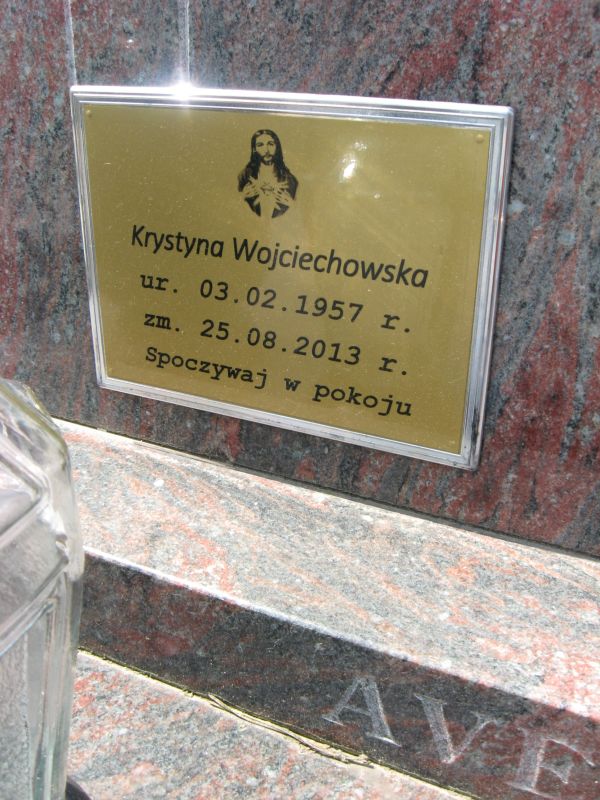 Krystyna Wojciechowska
ur. 03.02.1957 r.
zm. 25.08.2013 r.
Spoczywaj w pokoju
AVE